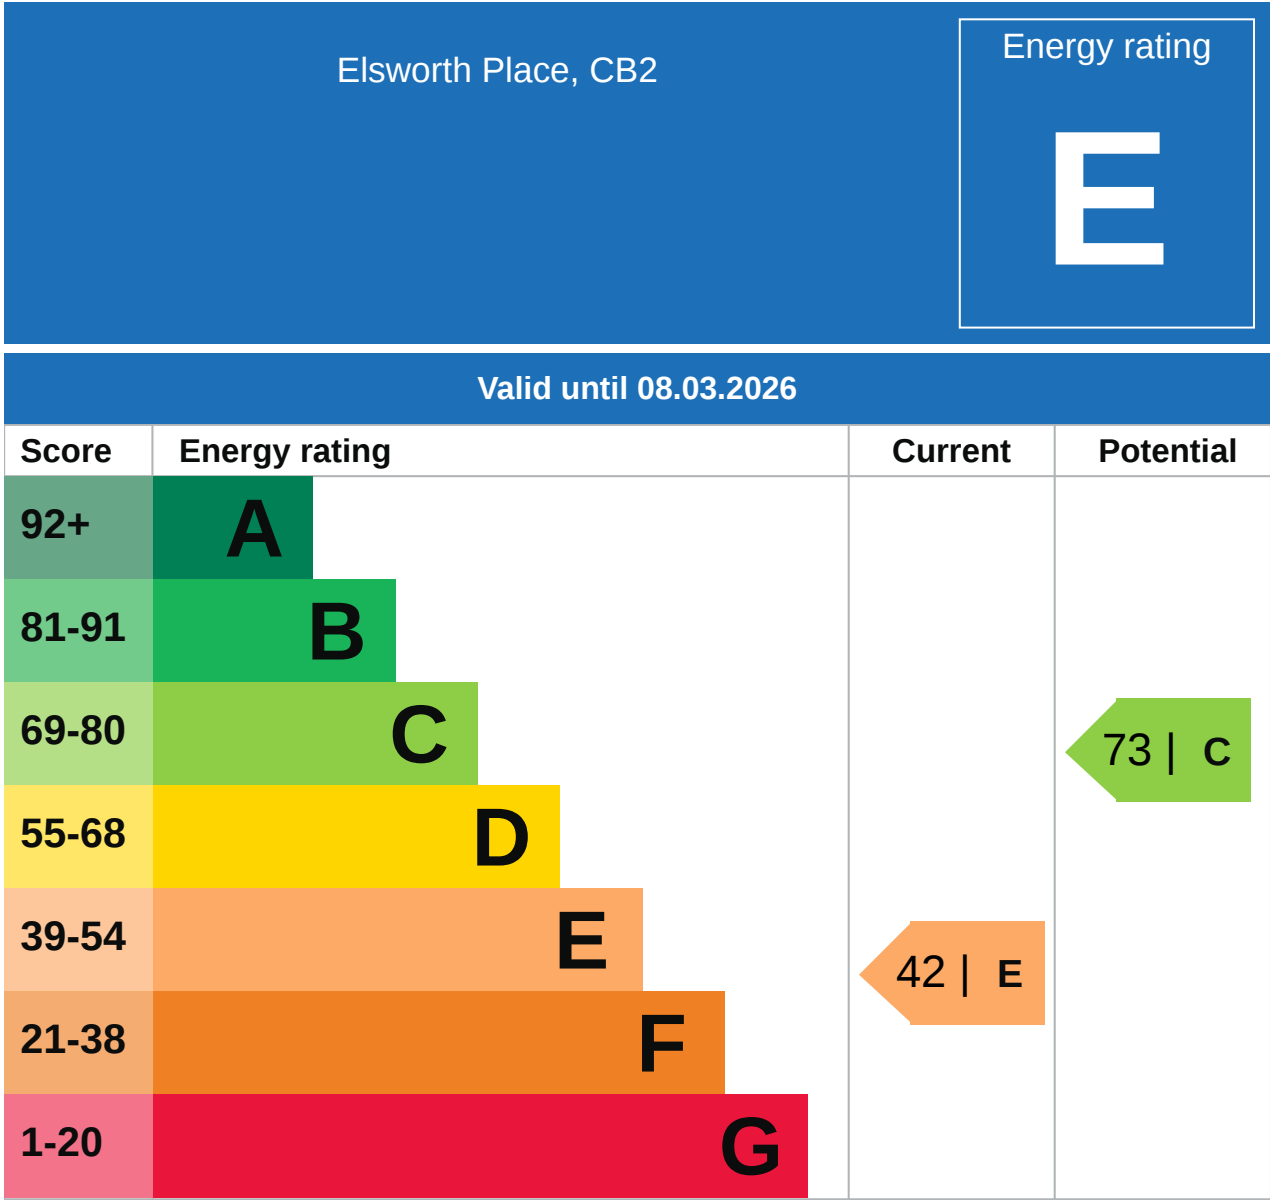 Elsworth Place, CB2
Energy rating
E
Valid until 08.03.2026
Score Energy rating Current Potential
92+ A
81-91 B
69-80 C
73 | C
55-68 D
39-54 E
42 | E
21-38 F
1-20 G